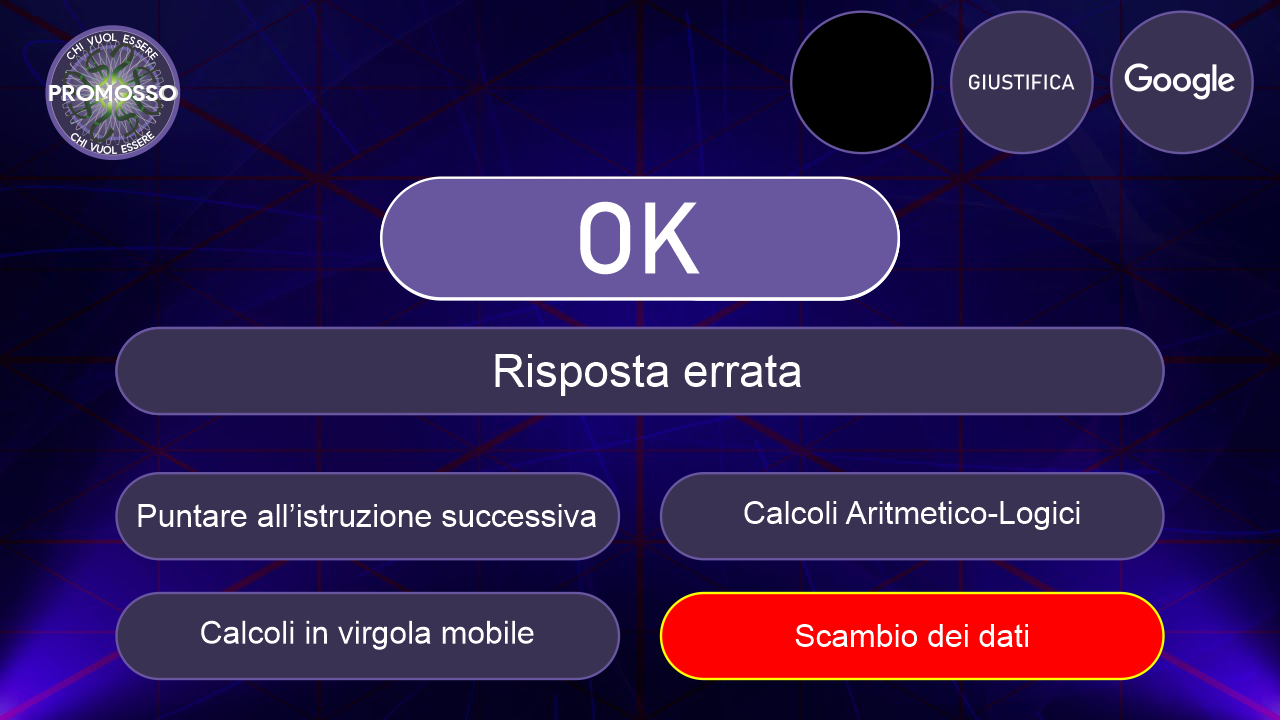 CHI VUOL ESSERE
PROMOSSO
CHI VUOL ESSERE
GIUSTIFICA
Google
OK
Risposta errata
Puntare all’istruzione successiva
Calcoli Aritmetico-Logici
Calcoli in virgola mobile
Scambio dei dati